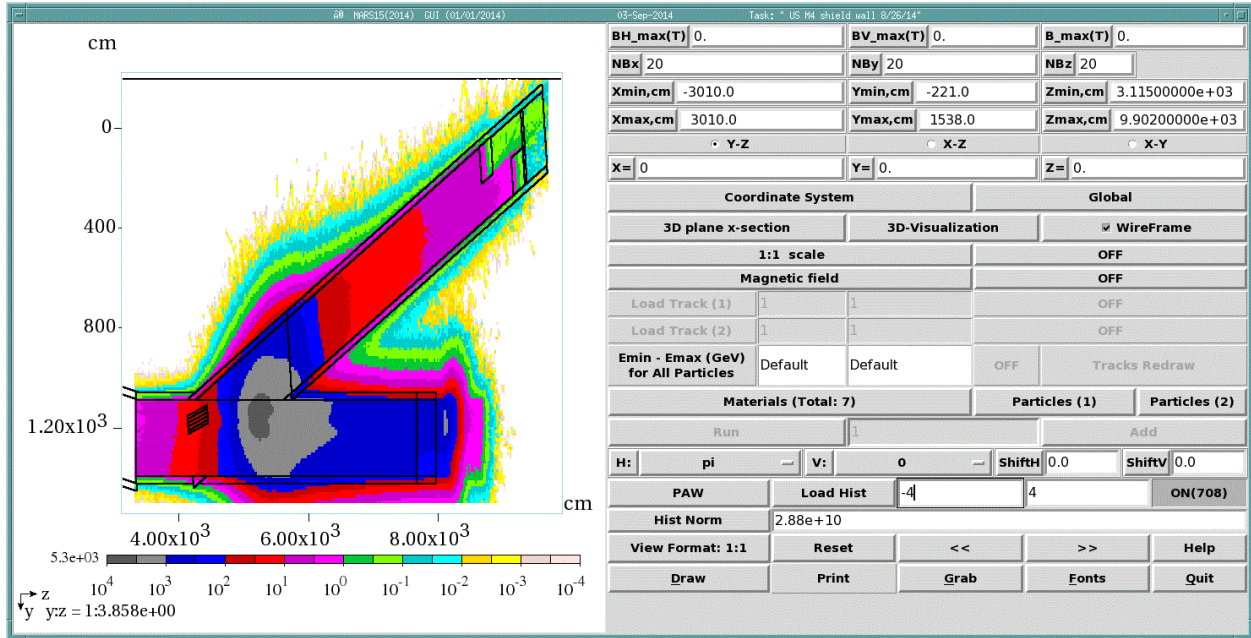 MARS15(2014) GUI (01/01/2014) 03-Sep-2014 Task: " US M4 shield wall 8/26/14"
cm
0
400
800
1.20x10³
cm
4.00x10³ 6.00x10³ 8.00x10³
5.3e+03
10⁴ 10³ 10² 10¹ 10⁰ 10⁻¹ 10⁻² 10⁻³ 10⁻⁴
z
y y:z = 1:3.858e+00
BH_max(T) 0. BV_max(T) 0. B_max(T) 0.
NBx 20 NBy 20 NBz 20
Xmin,cm -3010.0 Ymin,cm -221.0 Zmin,cm 3.11500000e+03
Xmax,cm 3010.0 Ymax,cm 1538.0 Zmax,cm 9.90200000e+03
Y-Z X-Z X-Y
X= 0 Y= 0. Z= 0.
Coordinate System Global
3D plane x-section 3D-Visualization WireFrame
1:1 scale OFF
Magnetic field OFF
Load Track (1) 1 1 OFF
Load Track (2) 1 1 OFF
Emin - Emax (GeV)
for All Particles Default Default OFF Tracks Redraw
Materials (Total: 7) Particles (1) Particles (2)
Run 1 Add
H: pi V: 0 ShiftH 0.0 ShiftV 0.0
PAW Load Hist -4 4 ON(708)
Hist Norm 2.88e+10
View Format: 1:1 Reset << >> Help
Draw Print Grab Fonts Quit